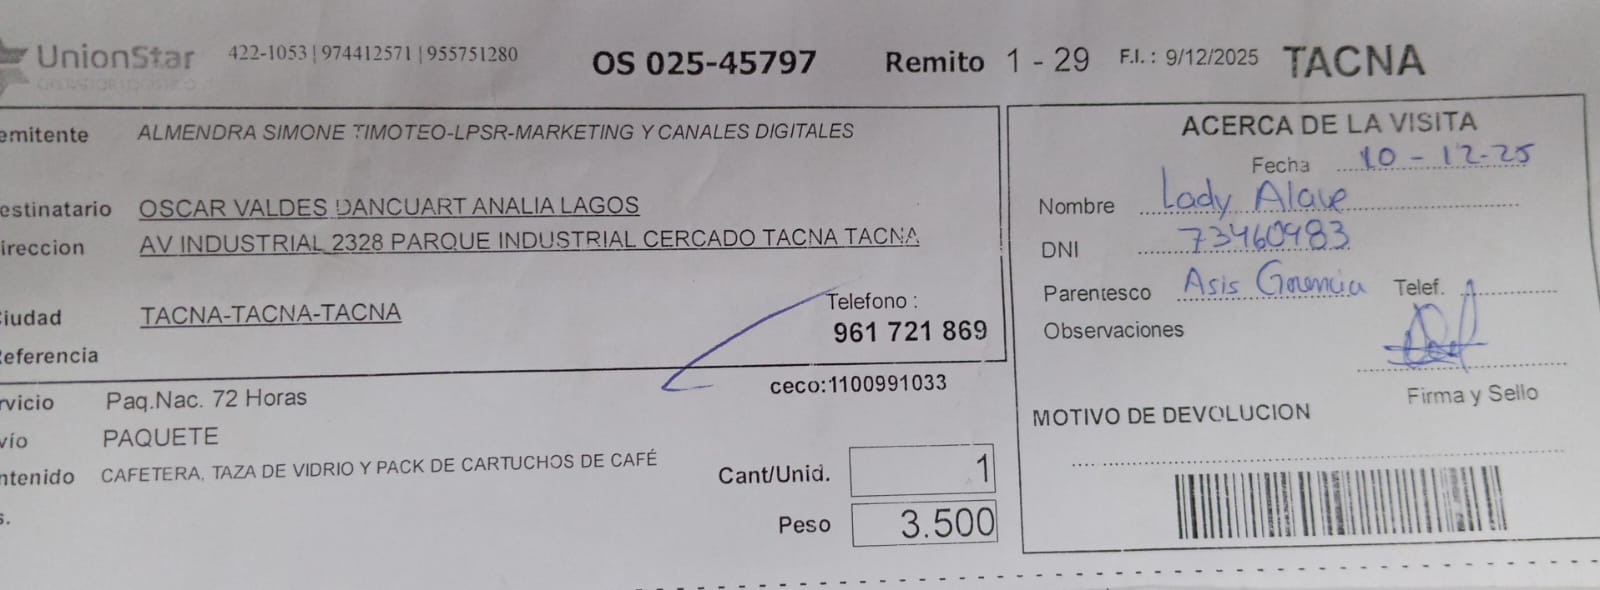 UnionStar 422-1053 | 974412571 | 955751280 OS 025-45797 Remito 1 - 29 F.I. : 9/12/2025 TACNA
OPERADOR LOGISTICO
emitente ALMENDRA SIMONE TIMOTEO-LPSR-MARKETING Y CANALES DIGITALES
estinatario OSCAR VALDES DANCUART ANALIA LAGOS
ireccion AV INDUSTRIAL 2328 PARQUE INDUSTRIAL CERCADO TACNA TACNA
Ciudad TACNA-TACNA-TACNA
Telefono :
961 721 869
Referencia
ceco:1100991033
rvicio Paq.Nac. 72 Horas
vío PAQUETE
ntenido CAFETERA, TAZA DE VIDRIO Y PACK DE CARTUCHOS DE CAFÉ
s.
Cant/Unid. 1
Peso 3.500
ACERCA DE LA VISITA
Fecha 10-12-25
Nombre Lady Alave
DNI 73460983
Parentesco Asis Gerencia Telef.
Observaciones
Firma y Sello
MOTIVO DE DEVOLUCION